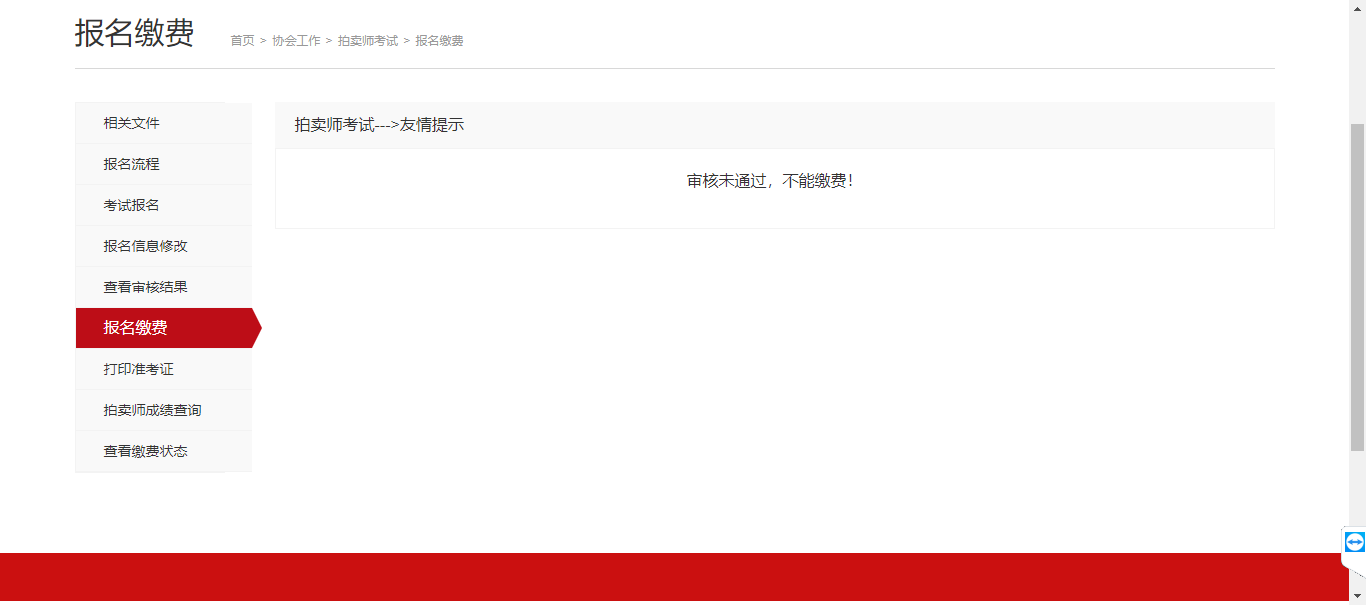 报名缴费
首页 > 协会工作 > 拍卖师考试 > 报名缴费
相关文件
报名流程
考试报名
报名信息修改
查看审核结果
报名缴费
打印准考证
拍卖师成绩查询
查看缴费状态
拍卖师考试--->友情提示
审核未通过，不能缴费！